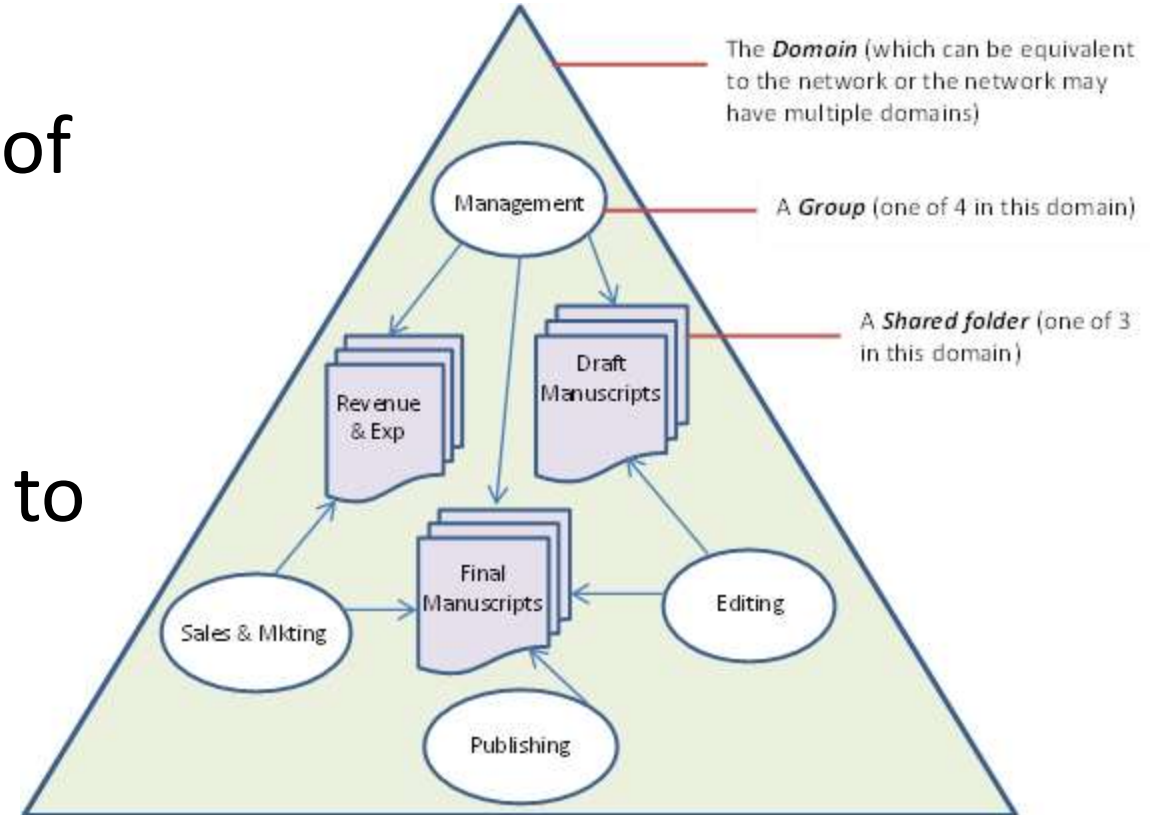 of
to
The Domain (which can be equivalent
to the network or the network may
have multiple domains)
Management
A Group (one of 4 in this domain)
A Shared folder (one of 3
in this domain)
Draft
Manuscripts
Revenue
& Exp
Final
Manuscripts
Editing
Sales & Mkting
Publishing